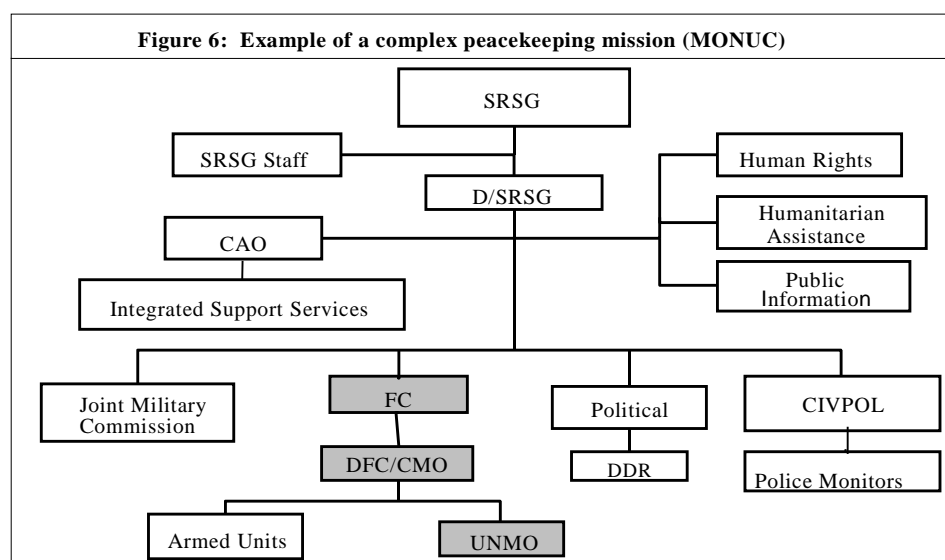 Figure 6: Example of a complex peacekeeping mission (MONUC)
SRSG
SRSG Staff
Human Rights
D/SRSG
Humanitarian
Assistance
CAO
Public
Information
Integrated Support Services
Joint Military
Commission
FC
Political
CIVPOL
DFC/CMO
DDR
Police Monitors
Armed Units
UNMO